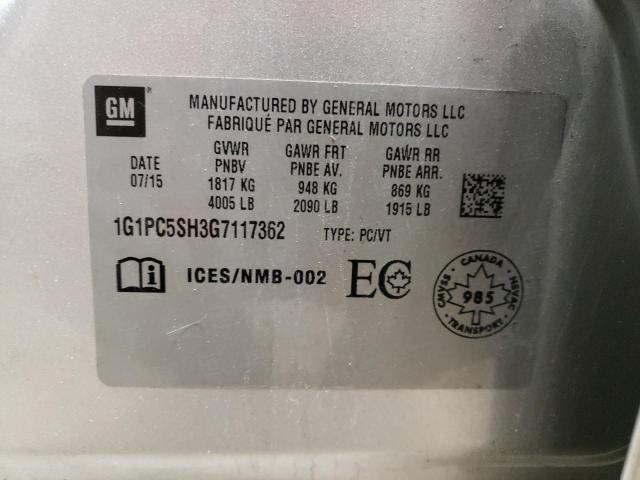 GM
®
MANUFACTURED BY GENERAL MOTORS LLC
FABRIQUÉ PAR GENERAL MOTORS LLC
DATE
07/15
GVWR
PNBV
1817 KG
4005 LB
GAWR FRT
PNBE AV.
948 KG
2090 LB
GAWR RR
PNBE ARR.
869 KG
1915 LB
1G1PC5SH3G7117362 TYPE: PC/VT
i ICES/NMB-002 EC
CANADA
CMVSS 985 NSVAC
TRANSPORT